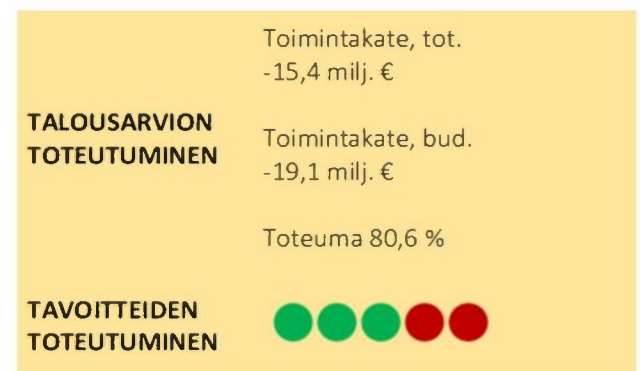 TALOUSARVION
TOTEUTUMINEN
Toimintakate, tot.
-15,4 milj. €
Toimintakate, bud.
-19,1 milj. €
Toteuma 80,6 %
TAVOITTEIDEN
TOTEUTUMINEN